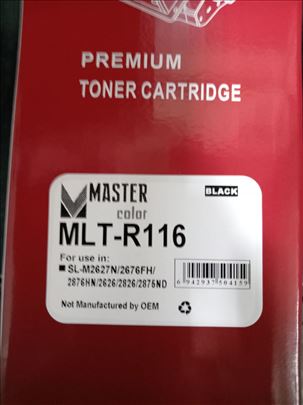 PREMIUM
TONER CARTRIDGE
MASTER
color
BLACK
MLT-R116
For use in:
SL-M2627N/2676FH/
2876HN/2626/2826/2875ND
Not Manufactured by OEM
6942937584159